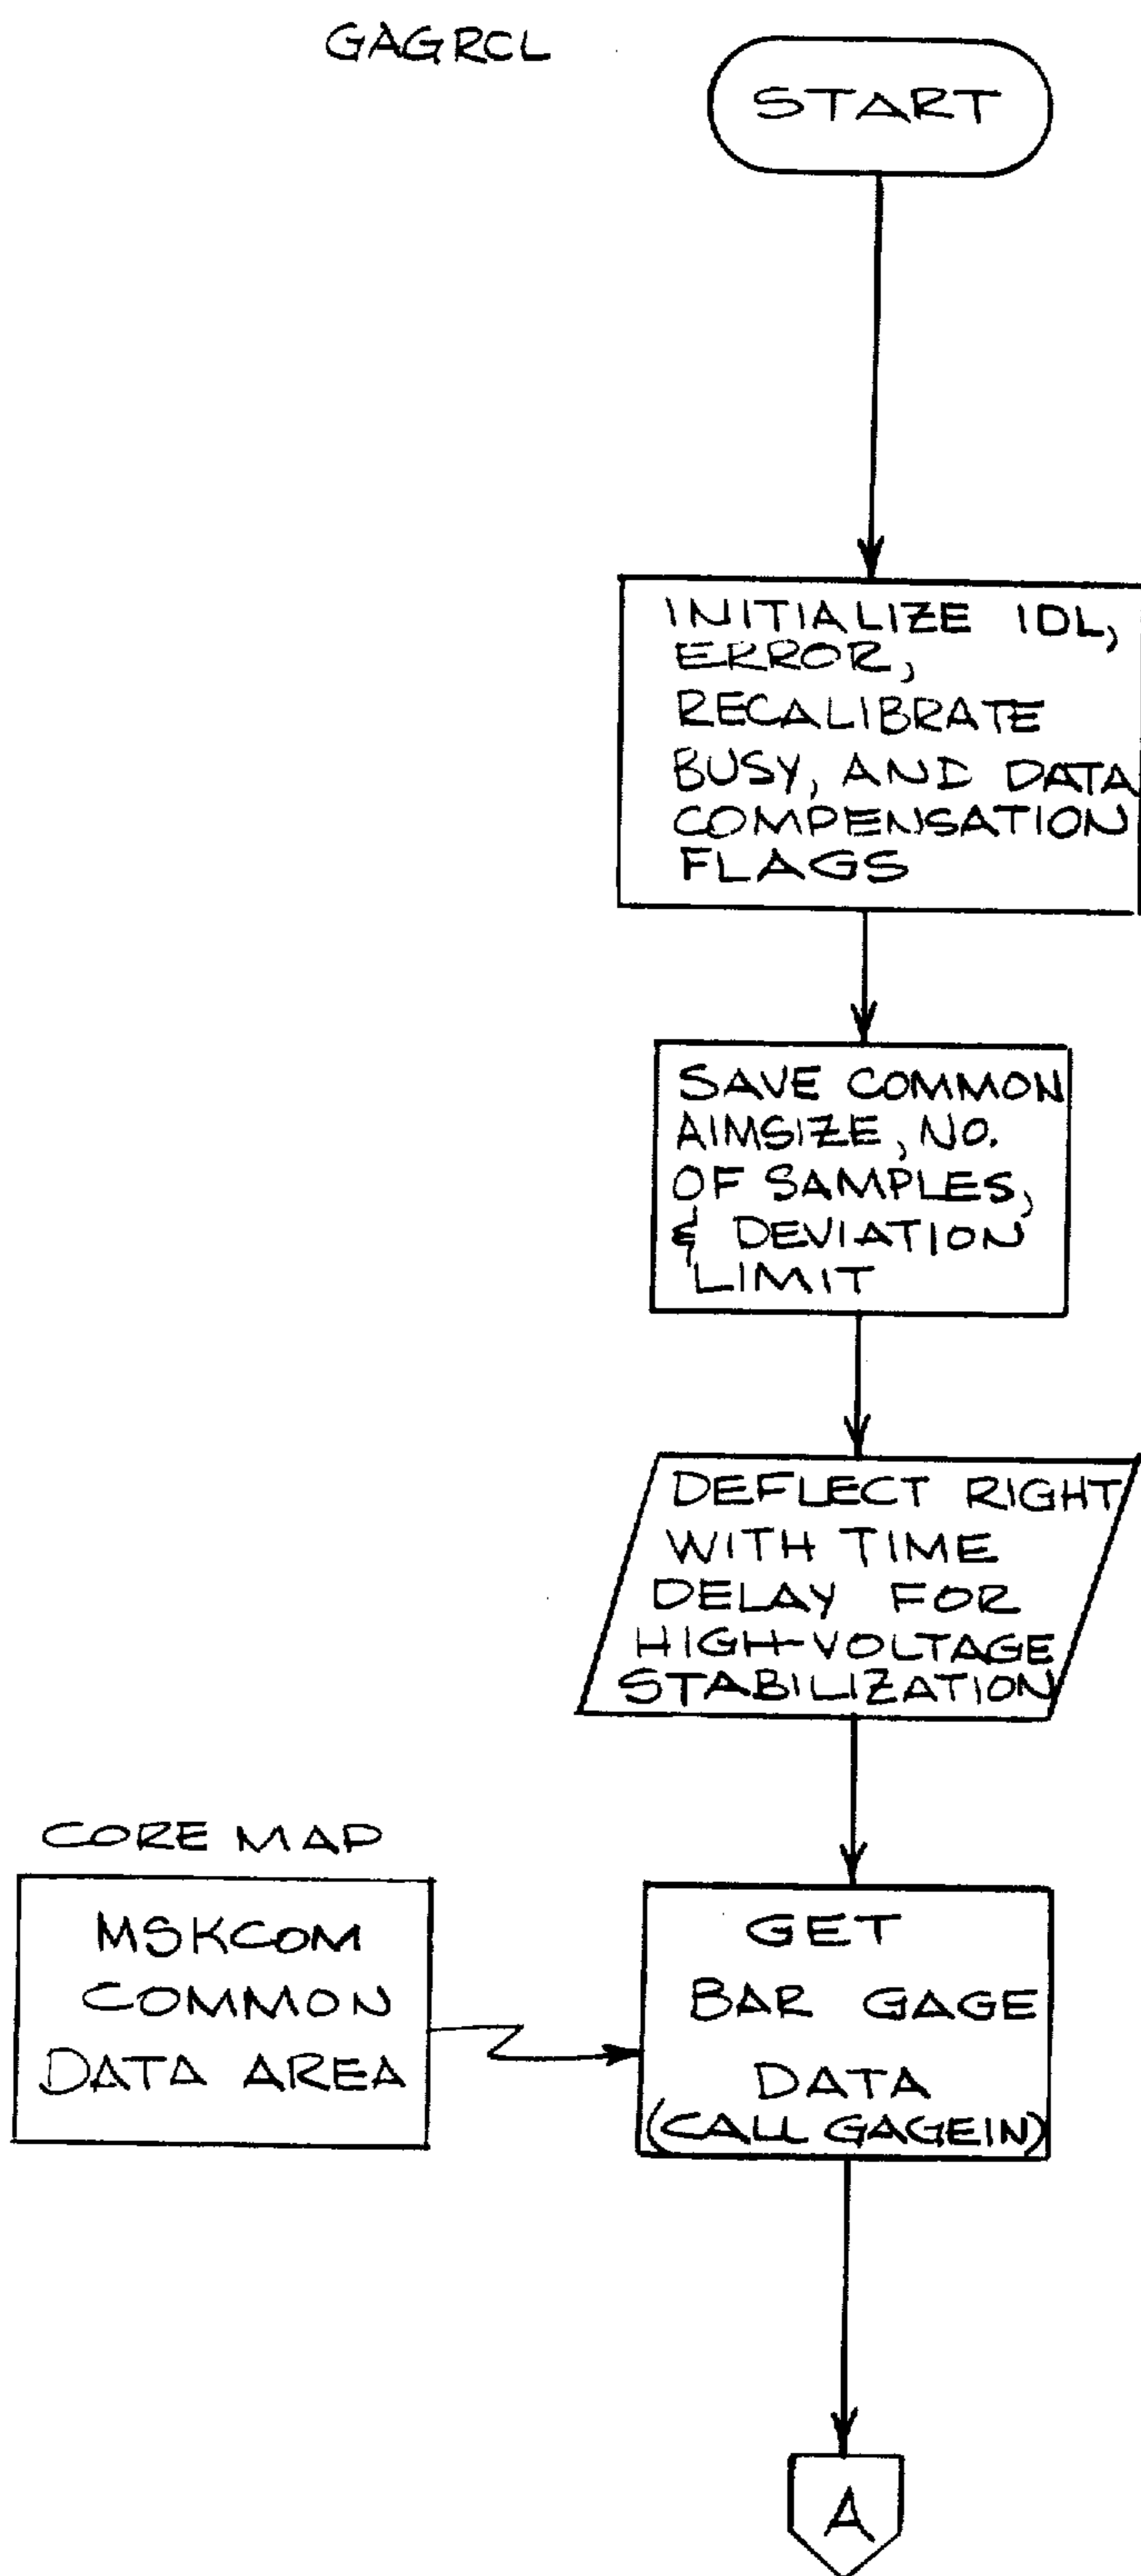 GAGRCL
START
INITIALIZE IDL,
ERROR,
RECALIBRATE
BUSY, AND DATA
COMPENSATION
FLAGS
SAVE COMMON
AIMSIZE, NO.
OF SAMPLES,
& DEVIATION
LIMIT
DEFLECT RIGHT
WITH TIME
DELAY FOR
HIGH-VOLTAGE
STABILIZATION
CORE MAP
MSKCOM
COMMON
DATA AREA
GET
BAR GAGE
DATA
(CALL GAGEIN)
A